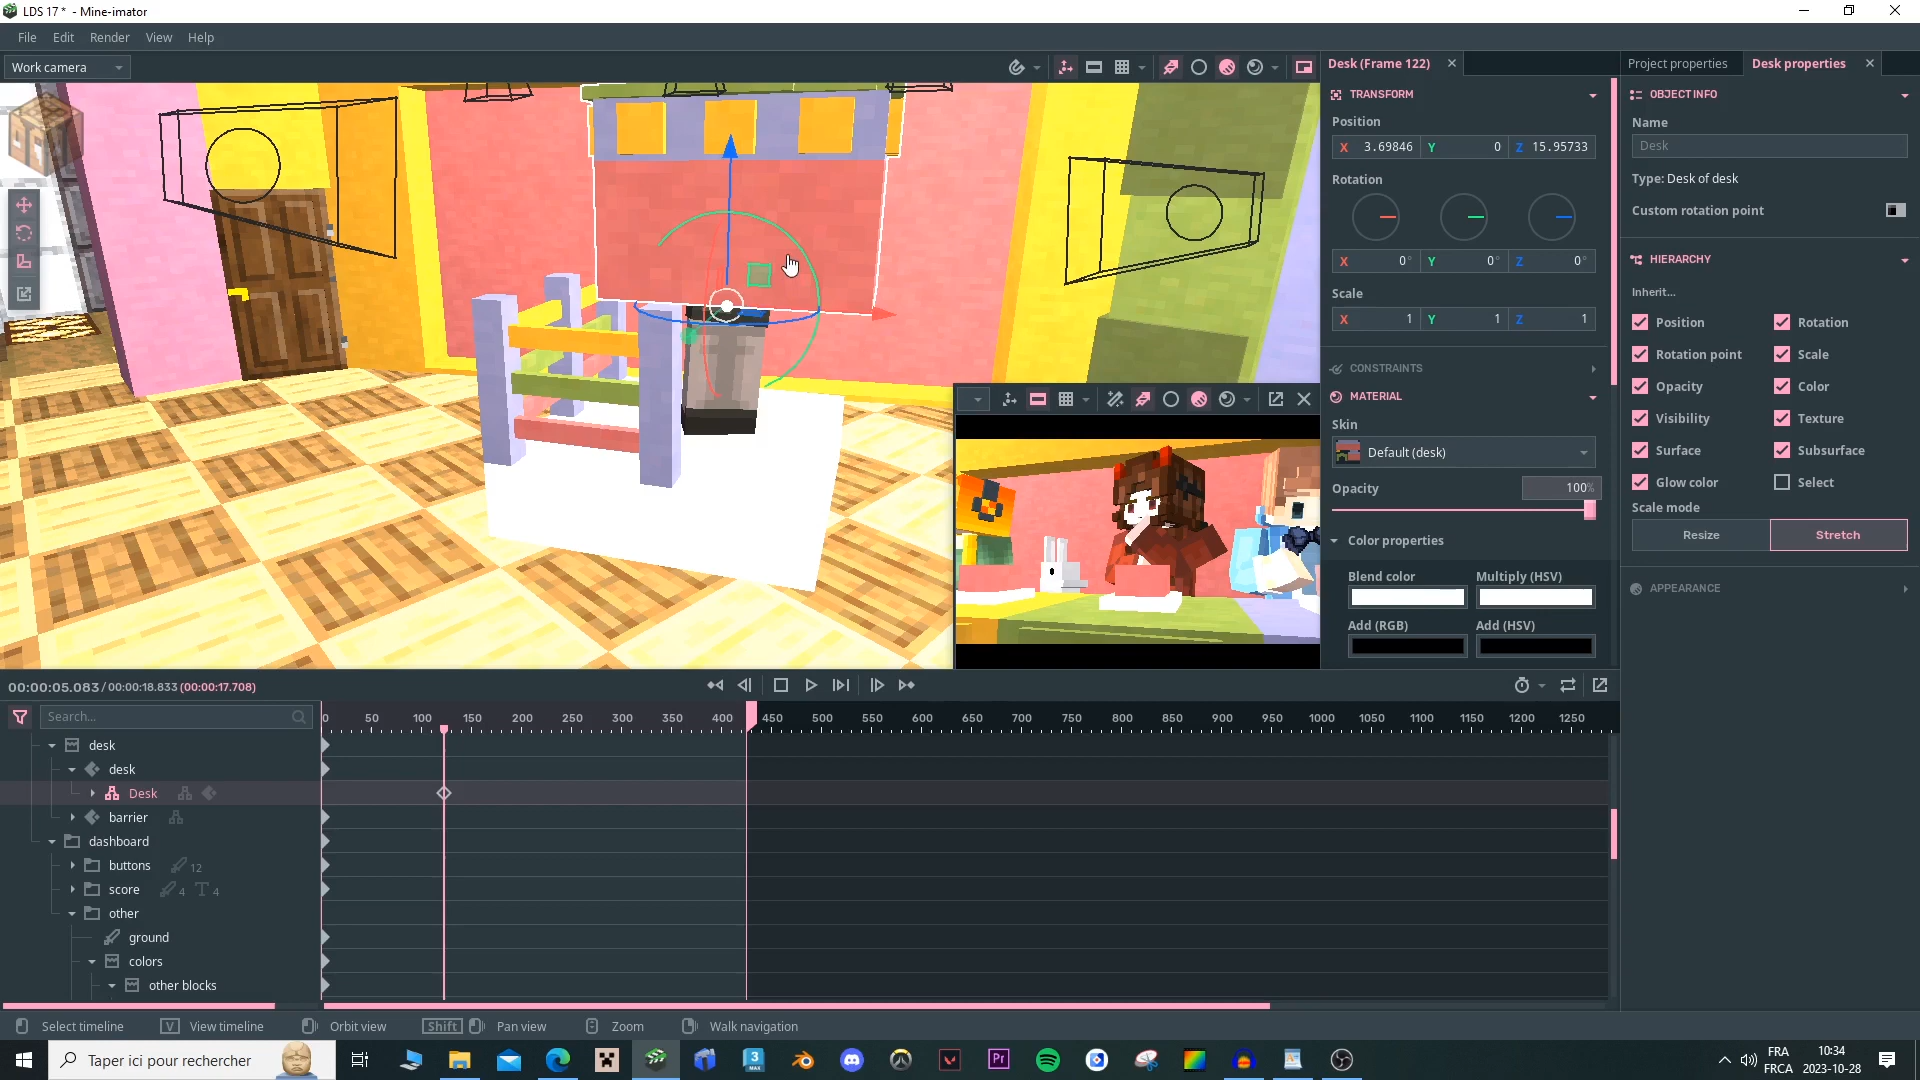 LDS 17 * - Mine-imator
File Edit Render View Help
Work camera
Desk (Frame 122)
Project properties
Desk properties
TRANSFORM
Position
X 3.69846 Y 0 Z 15.95733
Rotation
X 0° Y 0° Z 0°
Scale
X 1 Y 1 Z 1
CONSTRAINTS
MATERIAL
Skin
Default (desk)
Opacity 100%
Color properties
Blend color Multiply (HSV)
Add (RGB) Add (HSV)
OBJECT INFO
Name
Desk
Type: Desk of desk
Custom rotation point
HIERARCHY
Inherit...
Position Rotation
Rotation point Scale
Opacity Color
Visibility Texture
Surface Subsurface
Glow color Select
Scale mode
Resize Stretch
APPEARANCE
00:00:05.083 / 00:00:18.833 (00:00:17.708)
Search...
0 50 100 150 200 250 300 350 400 450 500 550 600 650 700 750 800 850 900 950 1000 1050 1100 1150 1200 1250
desk
desk
Desk
barrier
dashboard
buttons 12
score 4 4
other
ground
colors
other blocks
Select timeline V View timeline Orbit view Shift Pan view Zoom Walk navigation
Taper ici pour rechercher
3
MAX
Pr
FRA
FRCA
10:34
2023-10-28